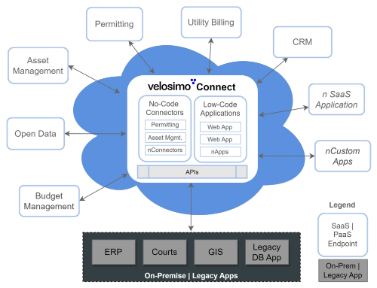 Permitting
Utility Billing
CRM
Asset
Management
velosimo Connect
No-Code
Connectors
Permitting
Asset Mgmt.
nConnectors
Low-Code
Applications
Web App
Web App
nApps
n SaaS
Application
Open Data
nCustom
Apps
APIs
Budget
Management
Legend
SaaS |
PaaS
Endpoint
On-Prem |
Legacy App
ERP
Courts
GIS
Legacy
DB App
On-Premise | Legacy Apps